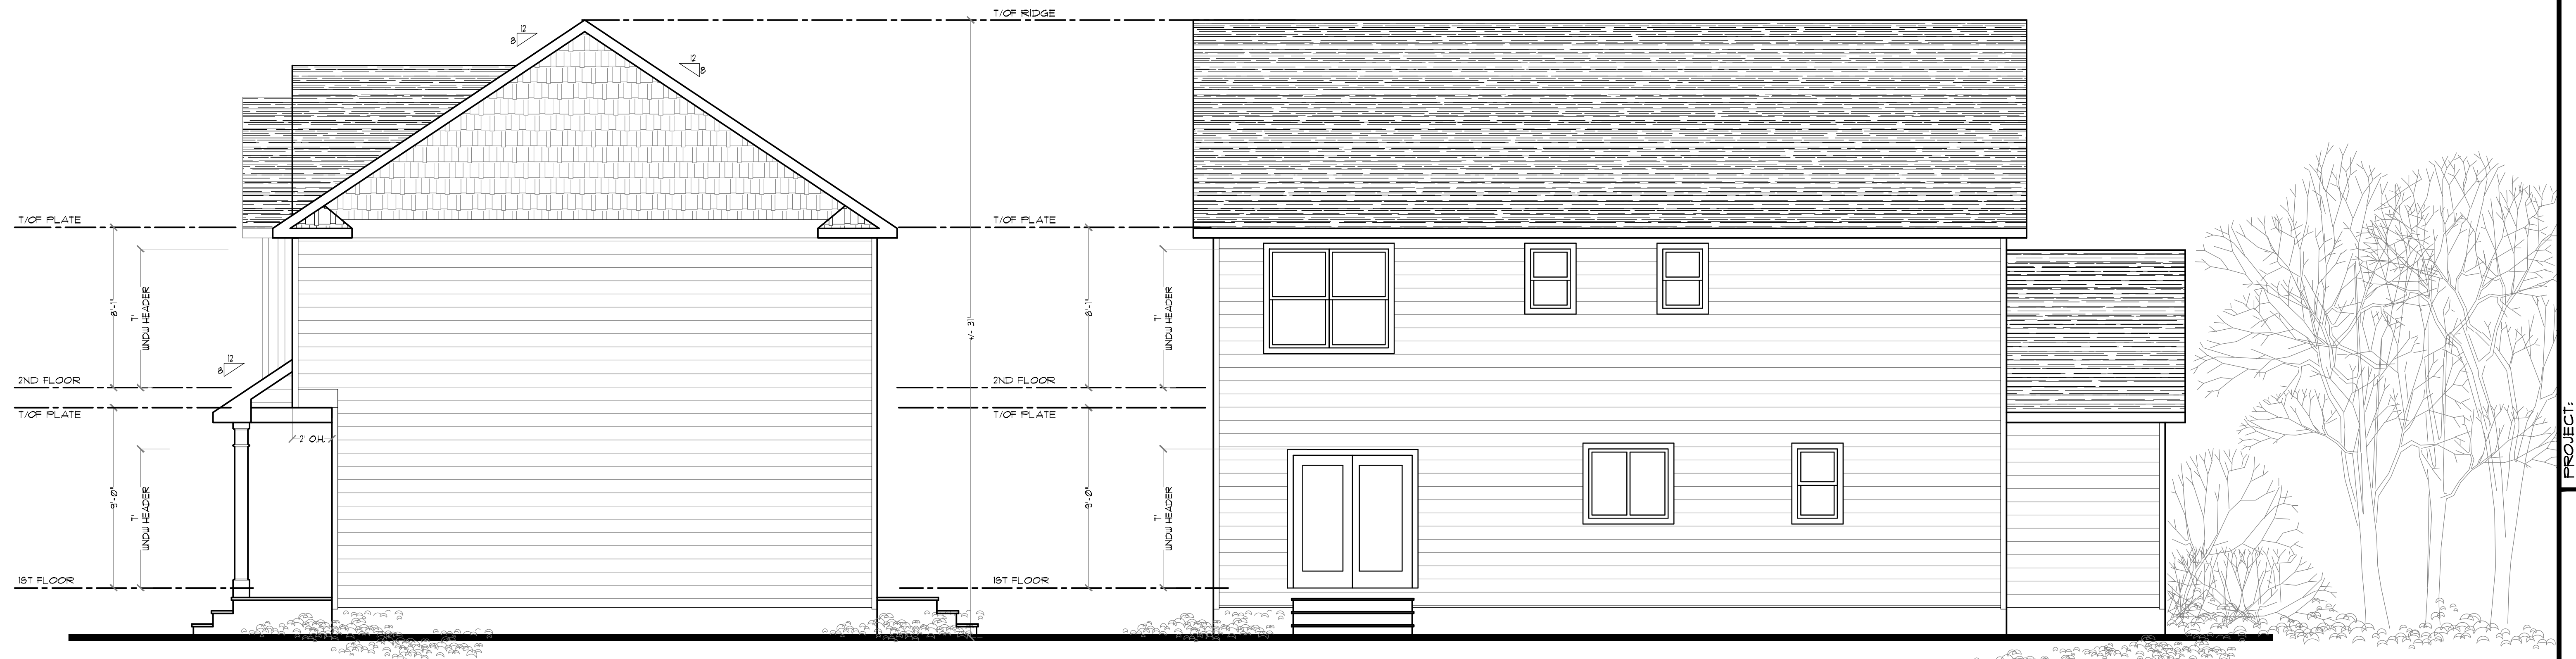 T/OF RIDGE
12
8
12
8
T/OF PLATE
T/OF PLATE
8'-1"
7'
WNDW HEADER
+/- 31'
8'-1"
7'
WNDW HEADER
12
8
2ND FLOOR
2ND FLOOR
T/OF PLATE
T/OF PLATE
2' O.H.
9'-0"
7'
WNDW HEADER
9'-0"
7'
WNDW HEADER
1ST FLOOR
1ST FLOOR
PROJECT: